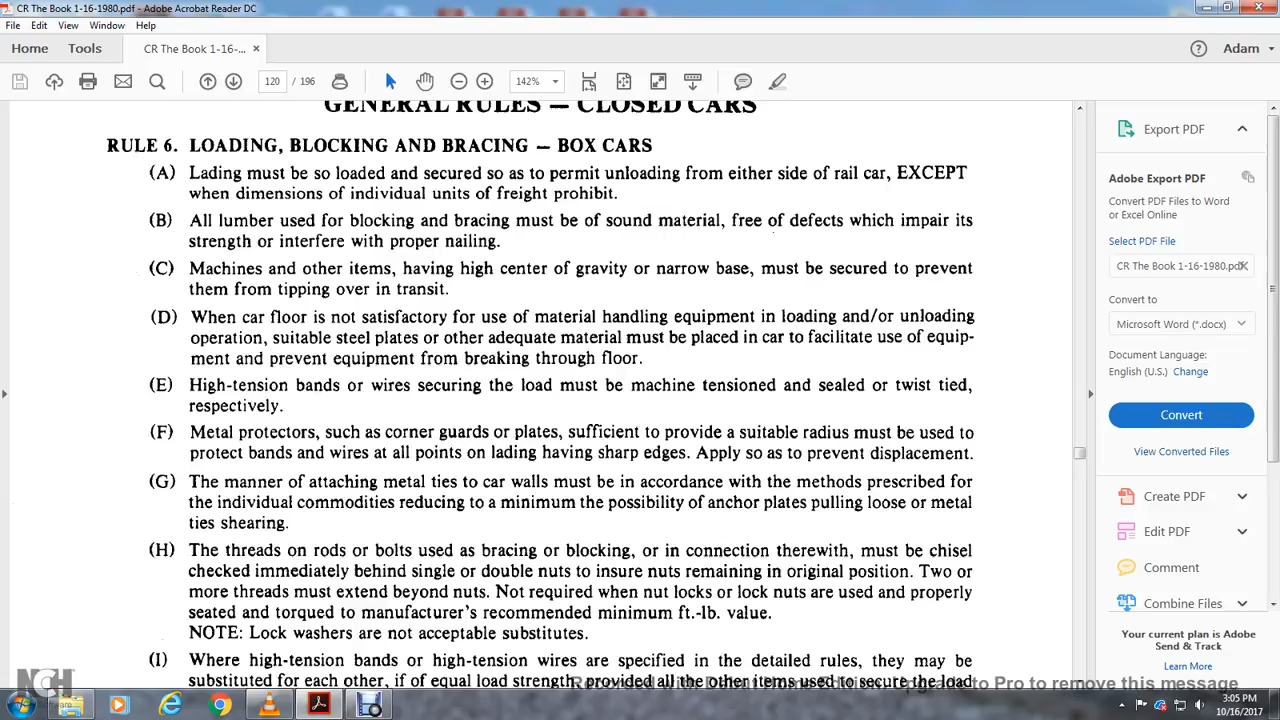 CR The Book 1-16-1980.pdf - Adobe Acrobat Reader DC
File Edit View Window Help
Home Tools CR The Book 1-16-... × Adam
120 / 196 142%
GENERAL RULES — CLOSED CARS
RULE 6. LOADING, BLOCKING AND BRACING — BOX CARS
(A) Lading must be so loaded and secured so as to permit unloading from either side of rail car, EXCEPT
when dimensions of individual units of freight prohibit.
(B) All lumber used for blocking and bracing must be of sound material, free of defects which impair its
strength or interfere with proper nailing.
(C) Machines and other items, having high center of gravity or narrow base, must be secured to prevent
them from tipping over in transit.
(D) When car floor is not satisfactory for use of material handling equipment in loading and/or unloading
operation, suitable steel plates or other adequate material must be placed in car to facilitate use of equip-
ment and prevent equipment from breaking through floor.
(E) High-tension bands or wires securing the load must be machine tensioned and sealed or twist tied,
respectively.
(F) Metal protectors, such as corner guards or plates, sufficient to provide a suitable radius must be used to
protect bands and wires at all points on lading having sharp edges. Apply so as to prevent displacement.
(G) The manner of attaching metal ties to car walls must be in accordance with the methods prescribed for
the individual commodities reducing to a minimum the possibility of anchor plates pulling loose or metal
ties shearing.
(H) The threads on rods or bolts used as bracing or blocking, or in connection therewith, must be chisel
checked immediately behind single or double nuts to insure nuts remaining in original position. Two or
more threads must extend beyond nuts. Not required when nut locks or lock nuts are used and properly
seated and torqued to manufacturer's recommended minimum ft.-lb. value.
NOTE: Lock washers are not acceptable substitutes.
(I) Where high-tension bands or high-tension wires are specified in the detailed rules, they may be
substituted for each other, if of equal load strength, provided all the other items used to secure the load
Export PDF
Adobe Export PDF
Convert PDF Files to Word
or Excel Online
Select PDF File
CR The Book 1-16-1980.pdf
Convert to
Microsoft Word (*.docx)
Document Language:
English (U.S.) Change
Convert
View Converted Files
Create PDF
Edit PDF
Comment
Combine Files
Your current plan is Adobe
Send & Track
Learn More
to Pro to remove this message
NCH
Software
3:05 PM
10/16/2017